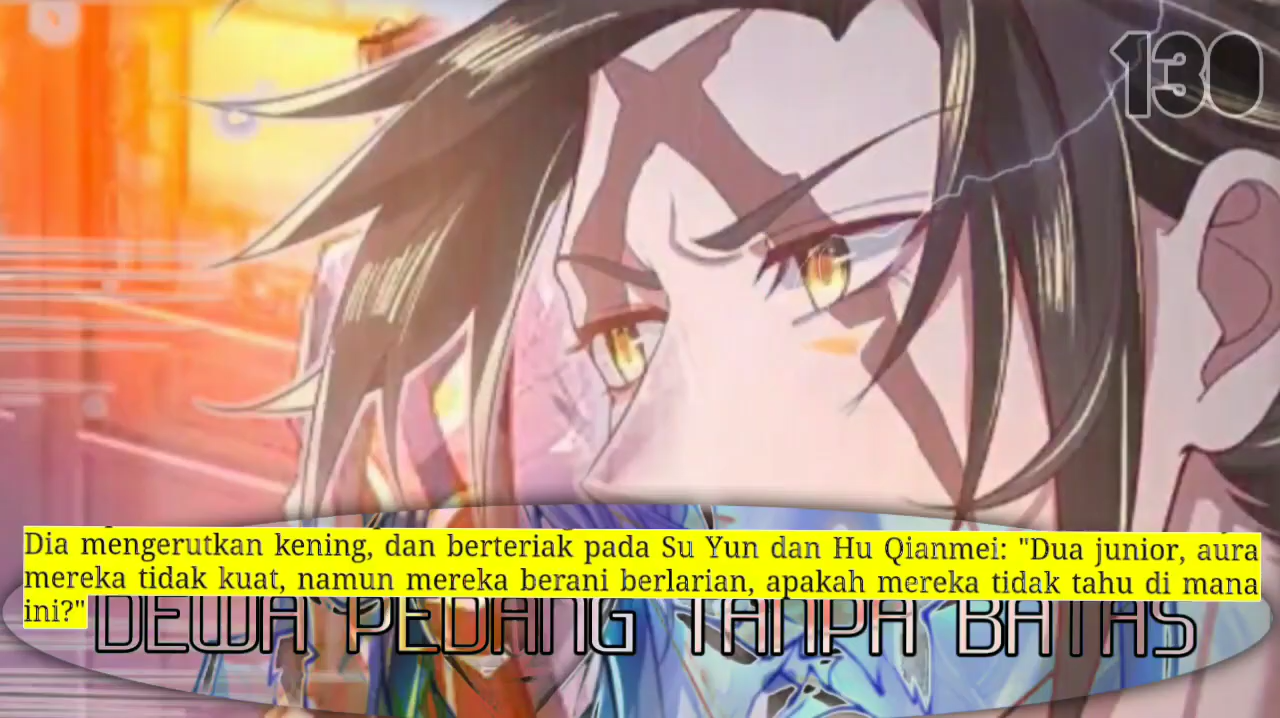 130
Dia mengerutkan kening, dan berteriak pada Su Yun dan Hu Qianmei: "Dua junior, aura
mereka tidak kuat, namun mereka berani berlarian, apakah mereka tidak tahu di mana
ini?"
DEWA PEDANG TANPA BATAS